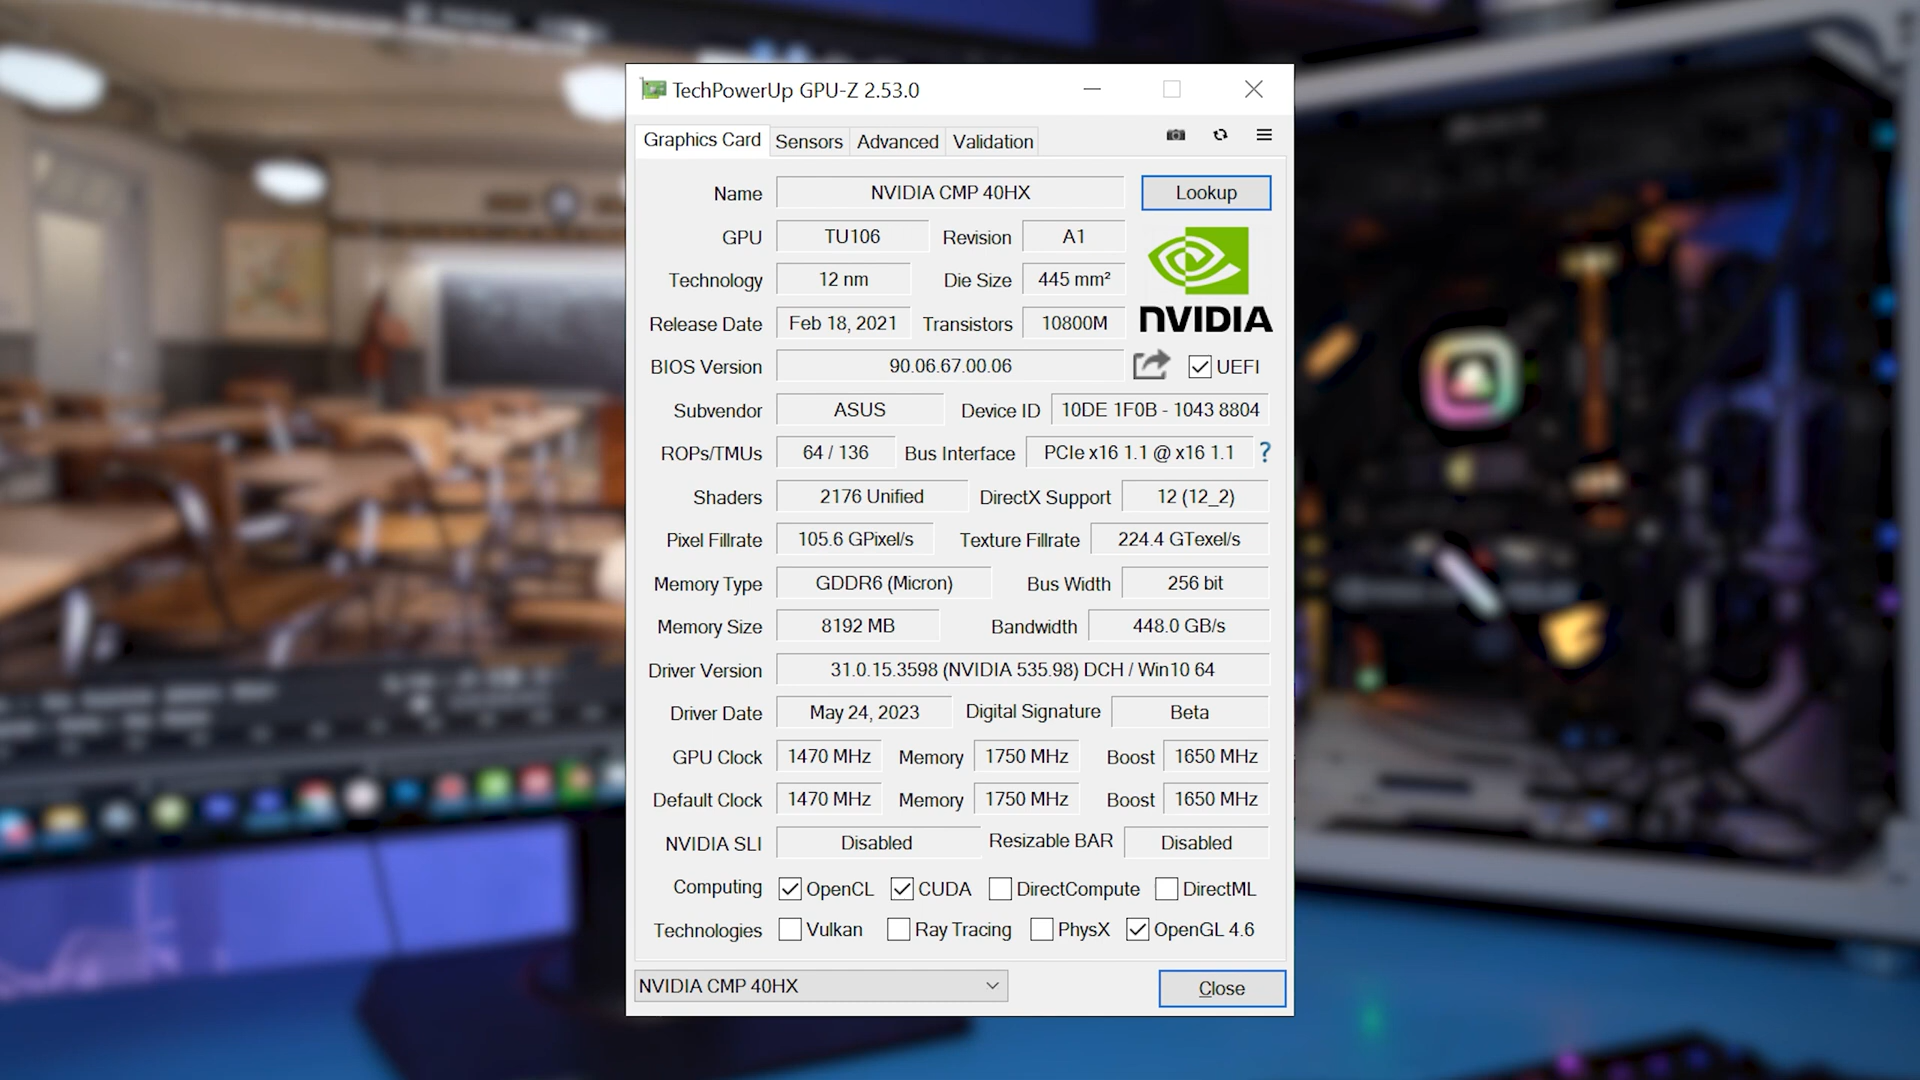 TechPowerUp GPU-Z 2.53.0
Graphics Card Sensors Advanced Validation
Name NVIDIA CMP 40HX Lookup
GPU TU106 Revision A1
Technology 12 nm Die Size 445 mm²
Release Date Feb 18, 2021 Transistors 10800M
NVIDIA
BIOS Version 90.06.67.00.06 UEFI
Subvendor ASUS Device ID 10DE 1F0B - 1043 8804
ROPs/TMUs 64 / 136 Bus Interface PCIe x16 1.1 @ x16 1.1 ?
Shaders 2176 Unified DirectX Support 12 (12_2)
Pixel Fillrate 105.6 GPixel/s Texture Fillrate 224.4 GTexel/s
Memory Type GDDR6 (Micron) Bus Width 256 bit
Memory Size 8192 MB Bandwidth 448.0 GB/s
Driver Version 31.0.15.3598 (NVIDIA 535.98) DCH / Win10 64
Driver Date May 24, 2023 Digital Signature Beta
GPU Clock 1470 MHz Memory 1750 MHz Boost 1650 MHz
Default Clock 1470 MHz Memory 1750 MHz Boost 1650 MHz
NVIDIA SLI Disabled Resizable BAR Disabled
Computing OpenCL CUDA DirectCompute DirectML
Technologies Vulkan Ray Tracing PhysX OpenGL 4.6
NVIDIA CMP 40HX Close